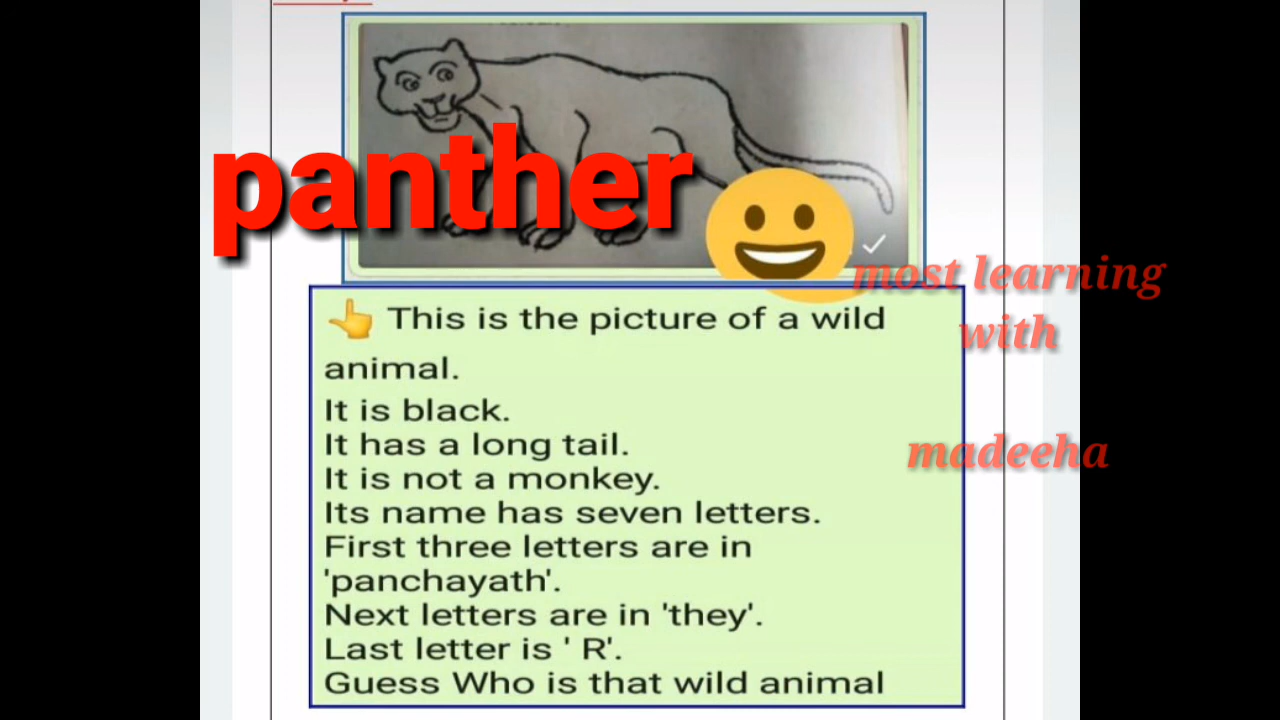 panther
most learning
with
madeeha
👆 This is the picture of a wild
animal.
It is black.
It has a long tail.
It is not a monkey.
Its name has seven letters.
First three letters are in
'panchayath'.
Next letters are in 'they'.
Last letter is ' R'.
Guess Who is that wild animal